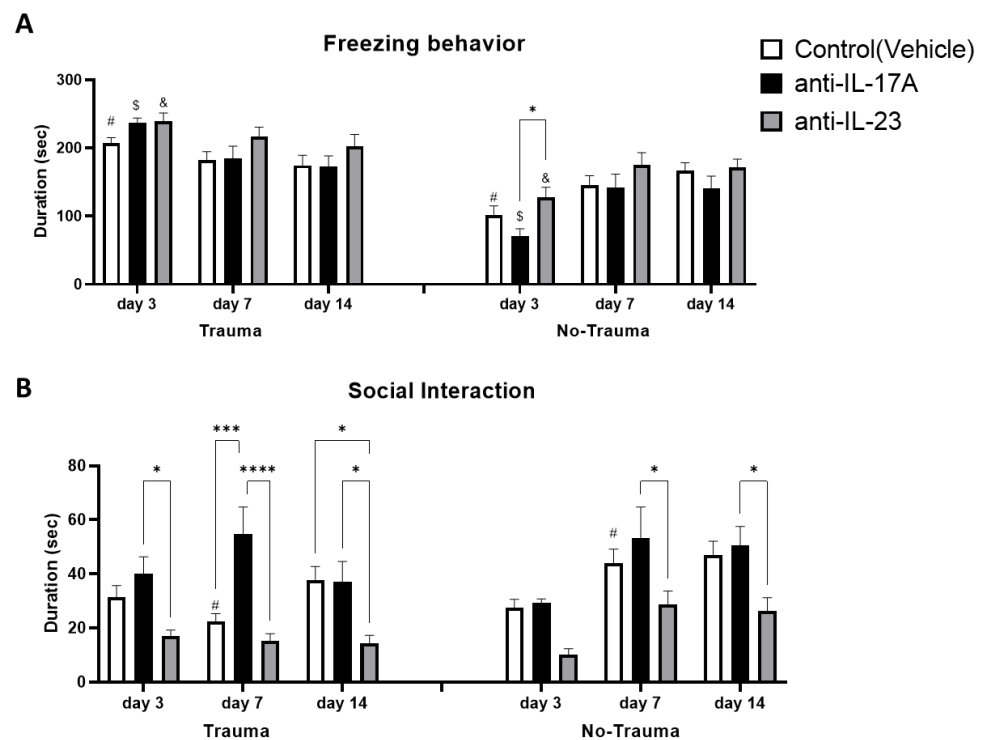 A
Freezing behavior
Control(Vehicle)
anti-IL-17A
anti-IL-23
Duration (sec)
300
200
100
0
# $ &
*
# $ &
day 3 day 7 day 14 day 3 day 7 day 14
Trauma No-Trauma
B
Social Interaction
Duration (sec)
80
60
40
20
0
*** *
* **** * * *
#
#
day 3 day 7 day 14 day 3 day 7 day 14
Trauma No-Trauma